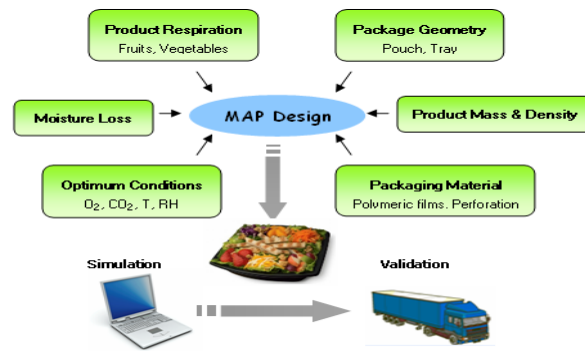 Product Respiration
Fruits, Vegetables
Package Geometry
Pouch, Tray
Moisture Loss
MAP Design
Product Mass & Density
Optimum Conditions
O₂, CO₂, T, RH
Packaging Material
Polymeric films. Perforation
Simulation
Validation